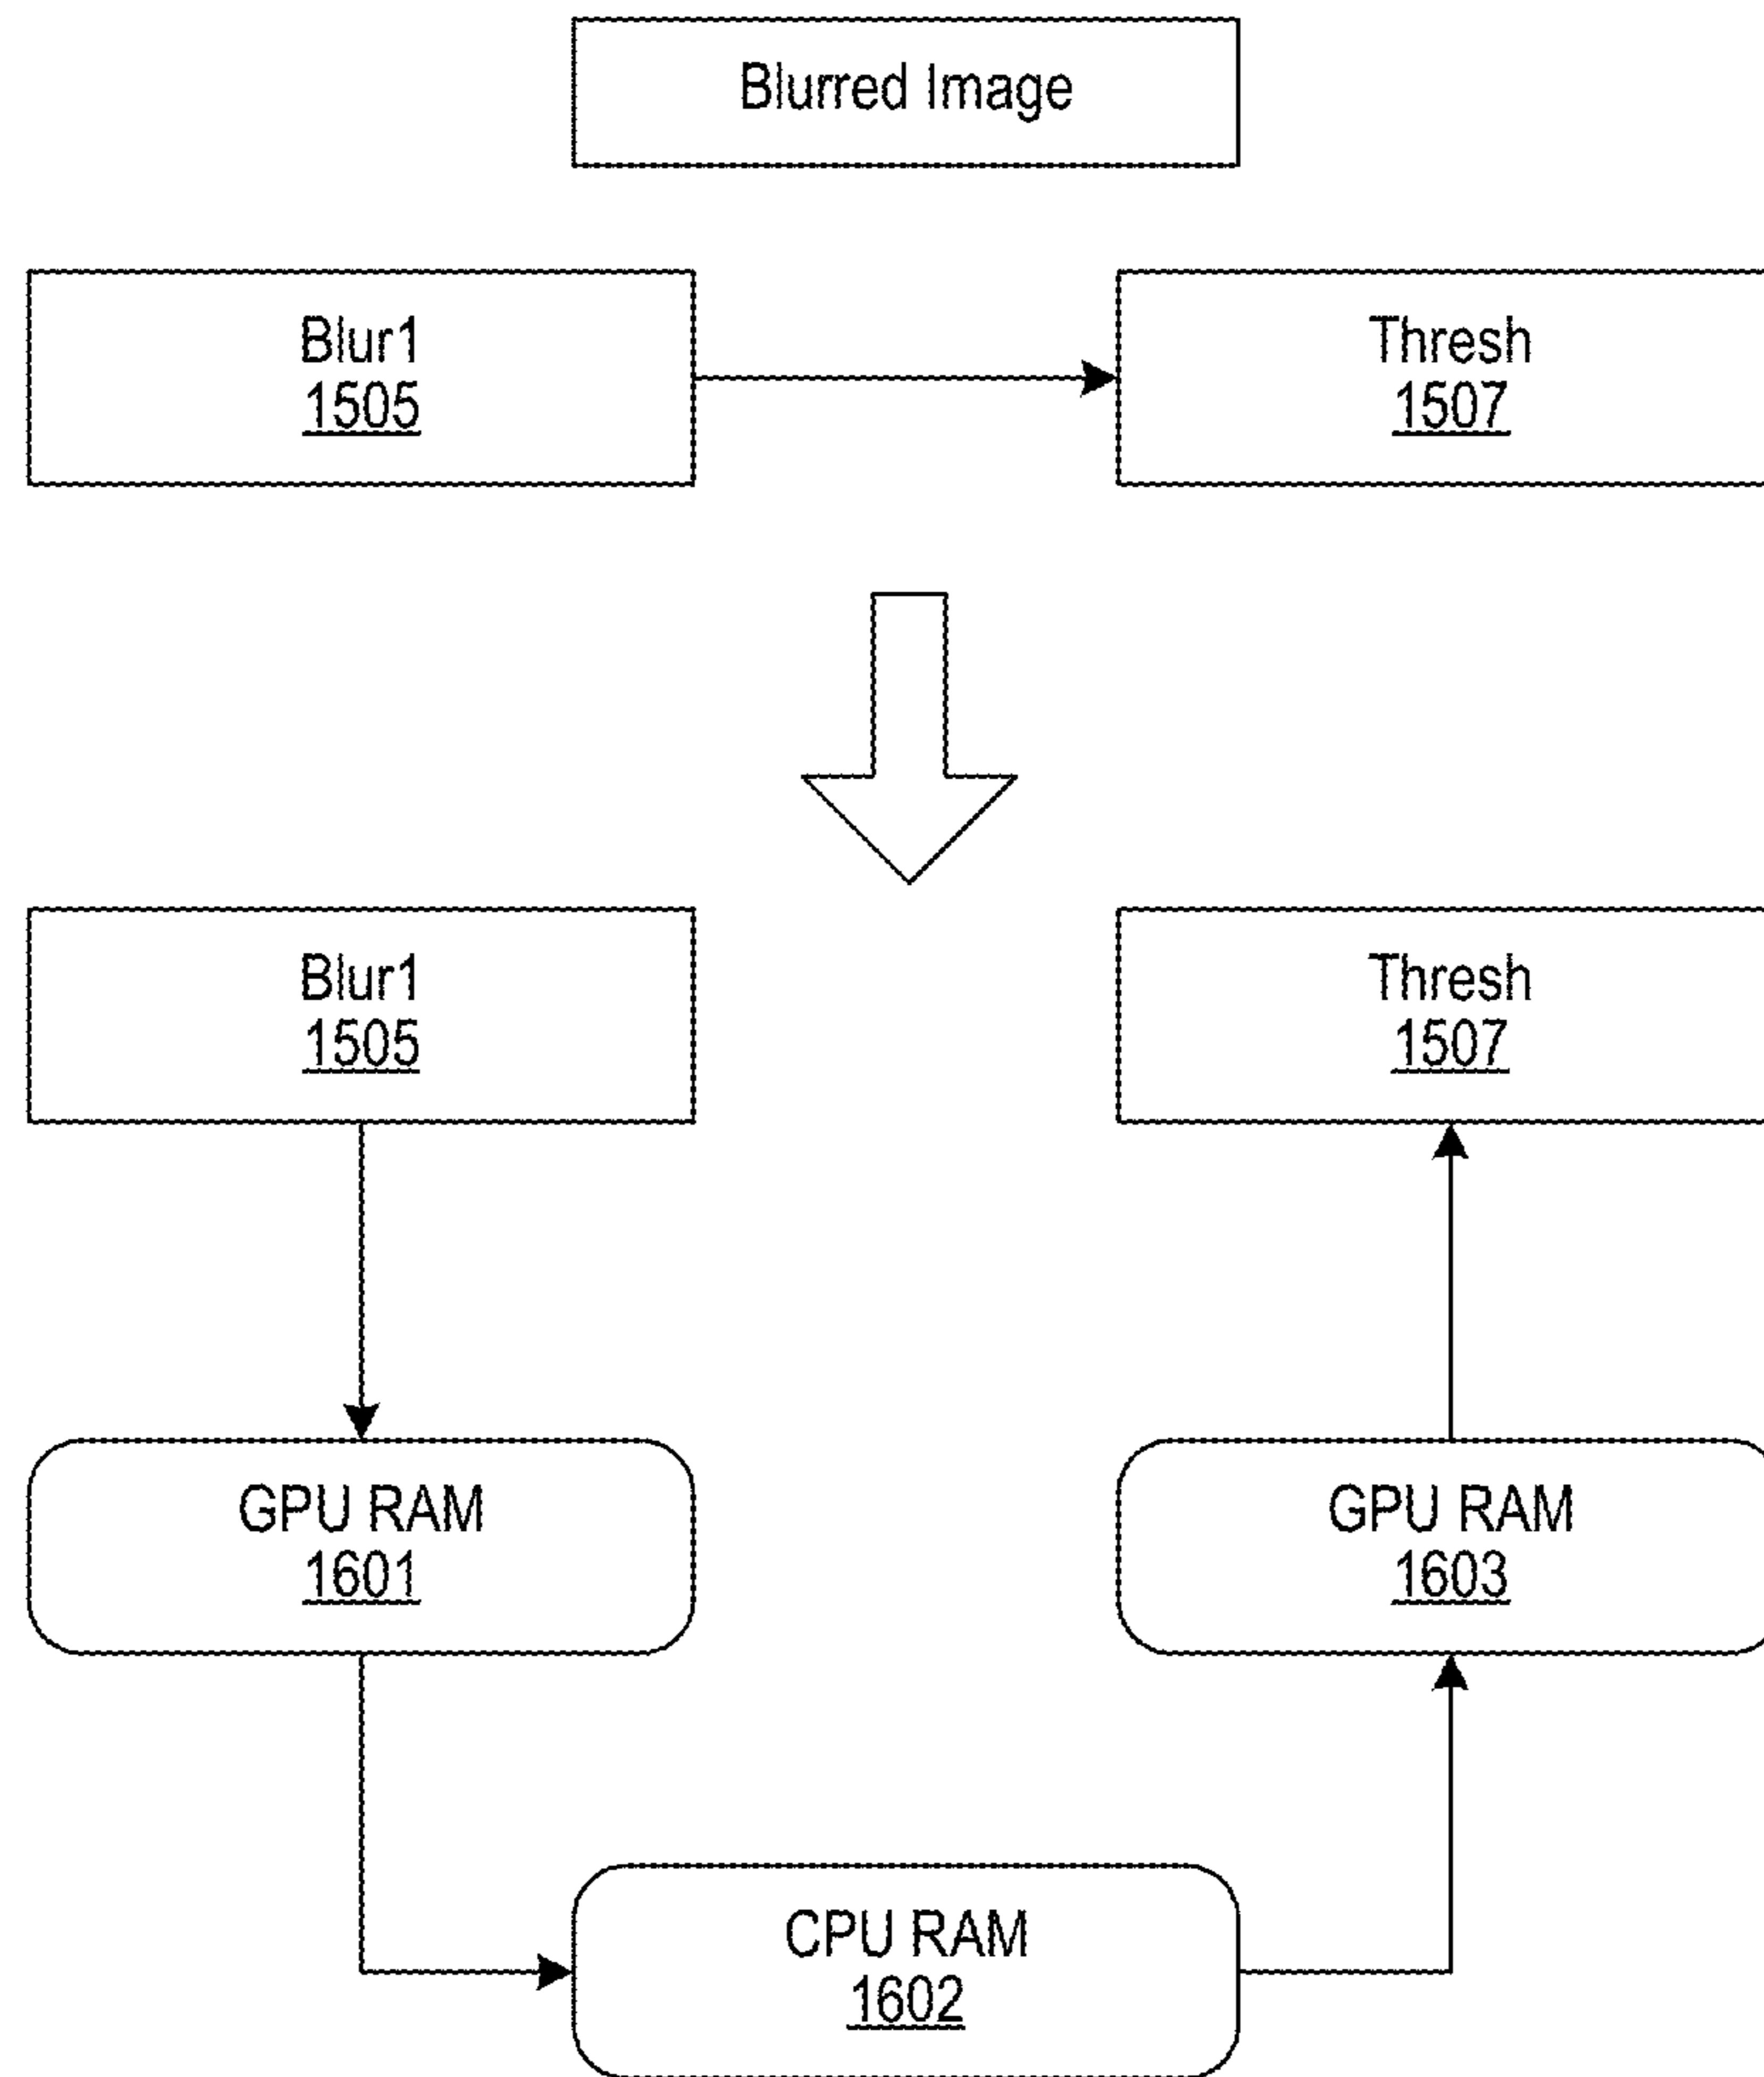 Blurred Image
Blur1
1505
Thresh
1507
Blur1
1505
Thresh
1507
GPU RAM
1601
GPU RAM
1603
CPU RAM
1602